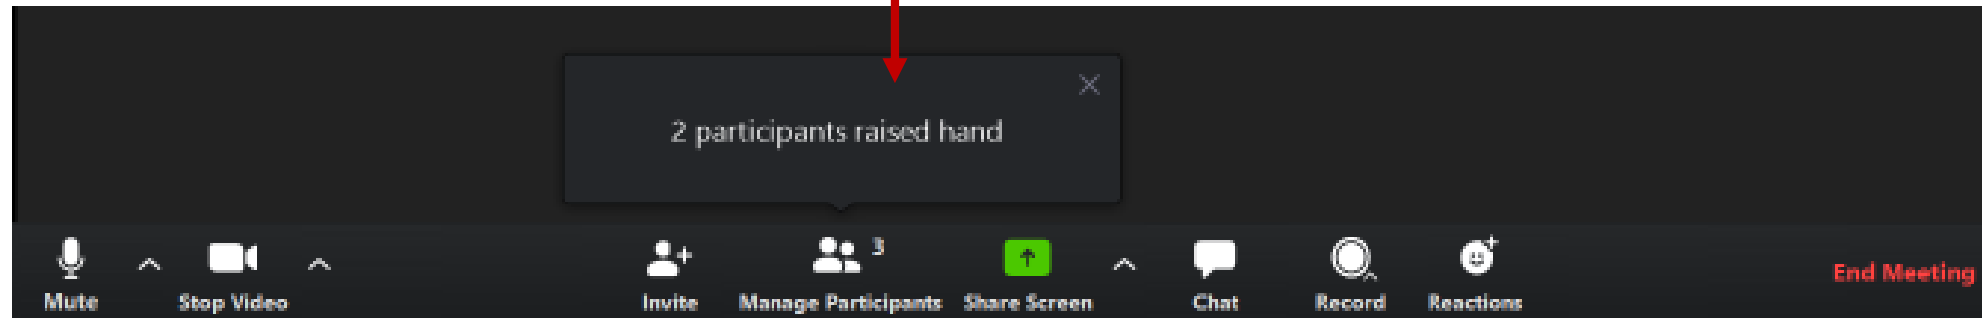 2 participants raised hand
3
Mute Stop Video Invite Manage Participants Share Screen Chat Record Reactions End Meeting